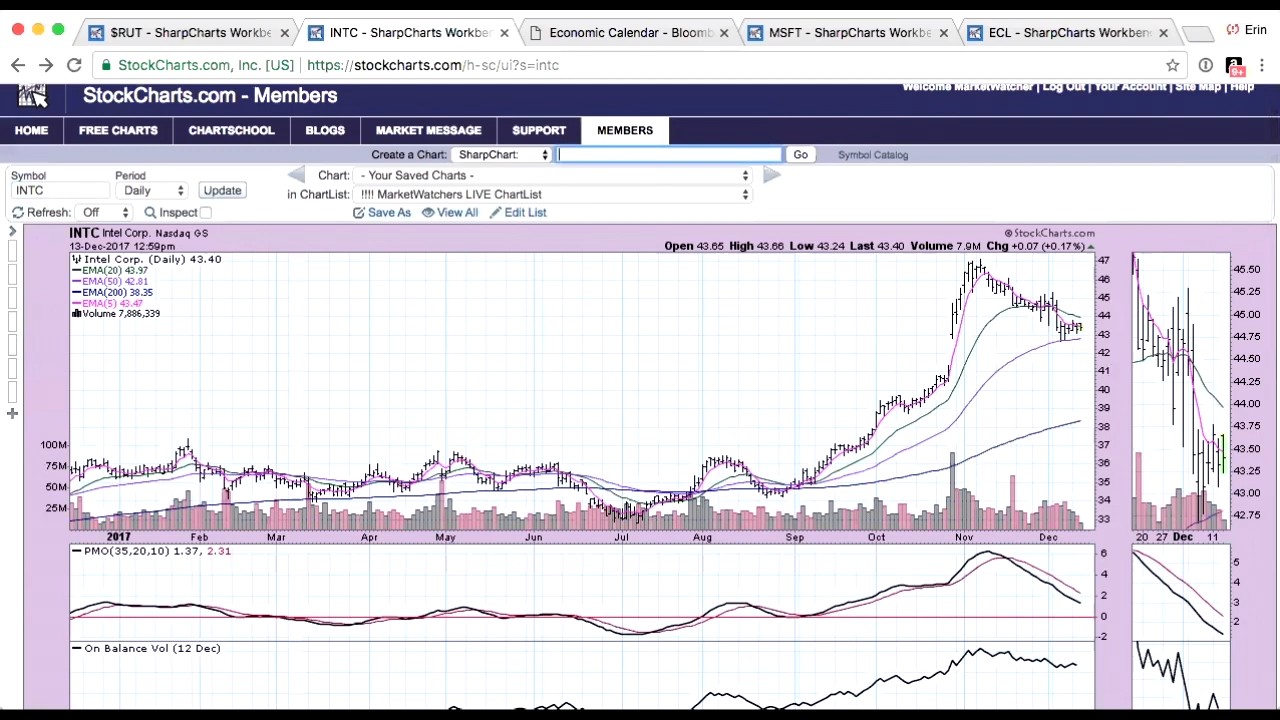 $RUT - SharpCharts Workb
INTC - SharpCharts Workben
Economic Calendar - Bloomb
MSFT - SharpCharts Workbe
ECL - SharpCharts Workben
Erin
StockCharts.com, Inc. [US] | https://stockcharts.com/h-sc/ui?s=intc
9+
StockCharts.com - Members
Welcome MarketWatcher | Log Out | Your Account | Site Map | Help
HOME FREE CHARTS CHARTSCHOOL BLOGS MARKET MESSAGE SUPPORT MEMBERS
Create a Chart: SharpChart: Go Symbol Catalog
Symbol Period Chart: - Your Saved Charts -
INTC Daily Update in ChartList: !!!! MarketWatchers LIVE ChartList
Refresh: Off Inspect Save As View All Edit List
INTC Intel Corp. Nasdaq GS © StockCharts.com
13-Dec-2017 12:59pm Open 43.65 High 43.66 Low 43.24 Last 43.40 Volume 7.9M Chg +0.07 (+0.17%)
Intel Corp. (Daily) 43.40
EMA(20) 43.97
EMA(50) 42.81
EMA(200) 38.35
EMA(5) 43.47
Volume 7,886,339
47
46
45
44
43
42
41
40
39
38
37
36
35
34
33
100M
75M
50M
25M
45.50
45.25
45.00
44.75
44.50
44.25
44.00
43.75
43.50
43.25
43.00
42.75
2017 Feb Mar Apr May Jun Jul Aug Sep Oct Nov Dec
20 27 Dec 11
PMO(35,20,10) 1.37, 2.31
6
4
2
0
-2
5
4
3
2
On Balance Vol (12 Dec)